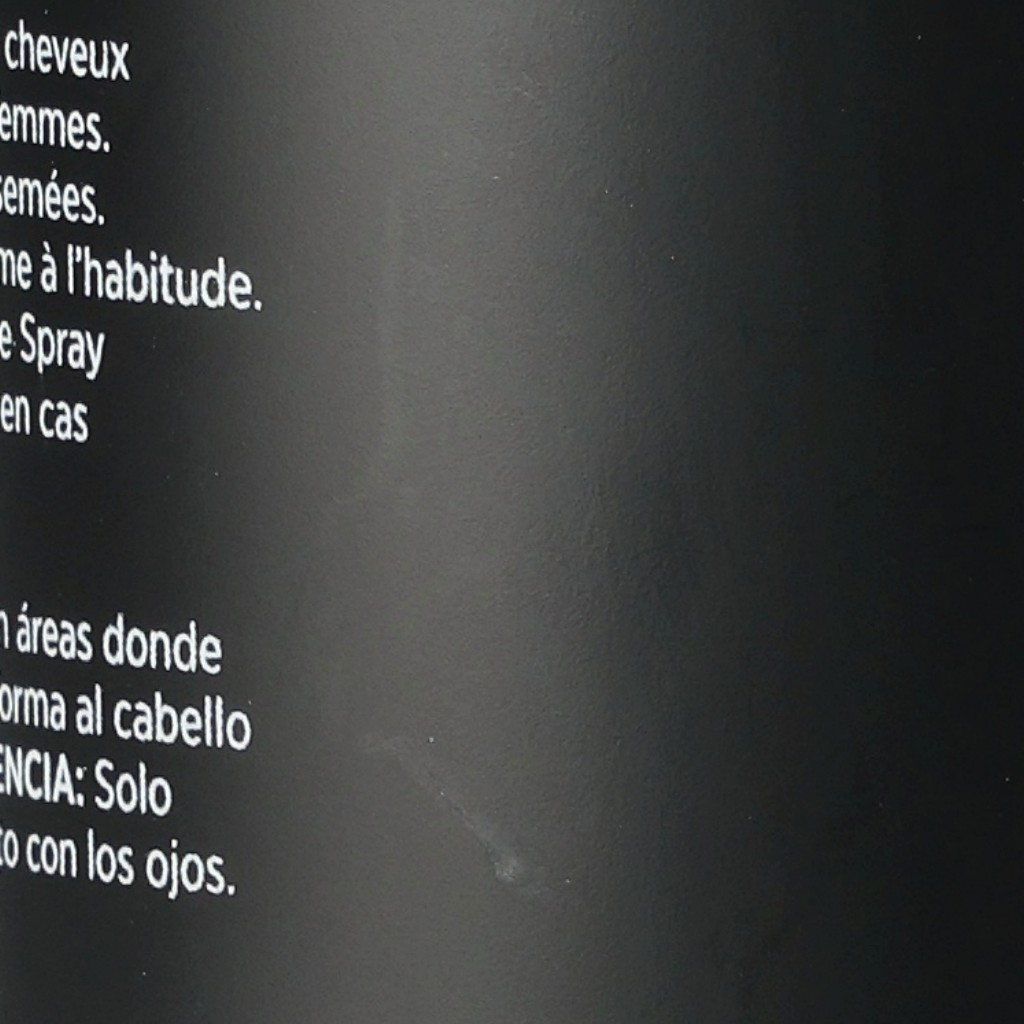 cheveux
emmes.
semées.
me à l'habitude.
e Spray
en cas
áreas donde
orma al cabello
ENCIA: Solo
to con los ojos.